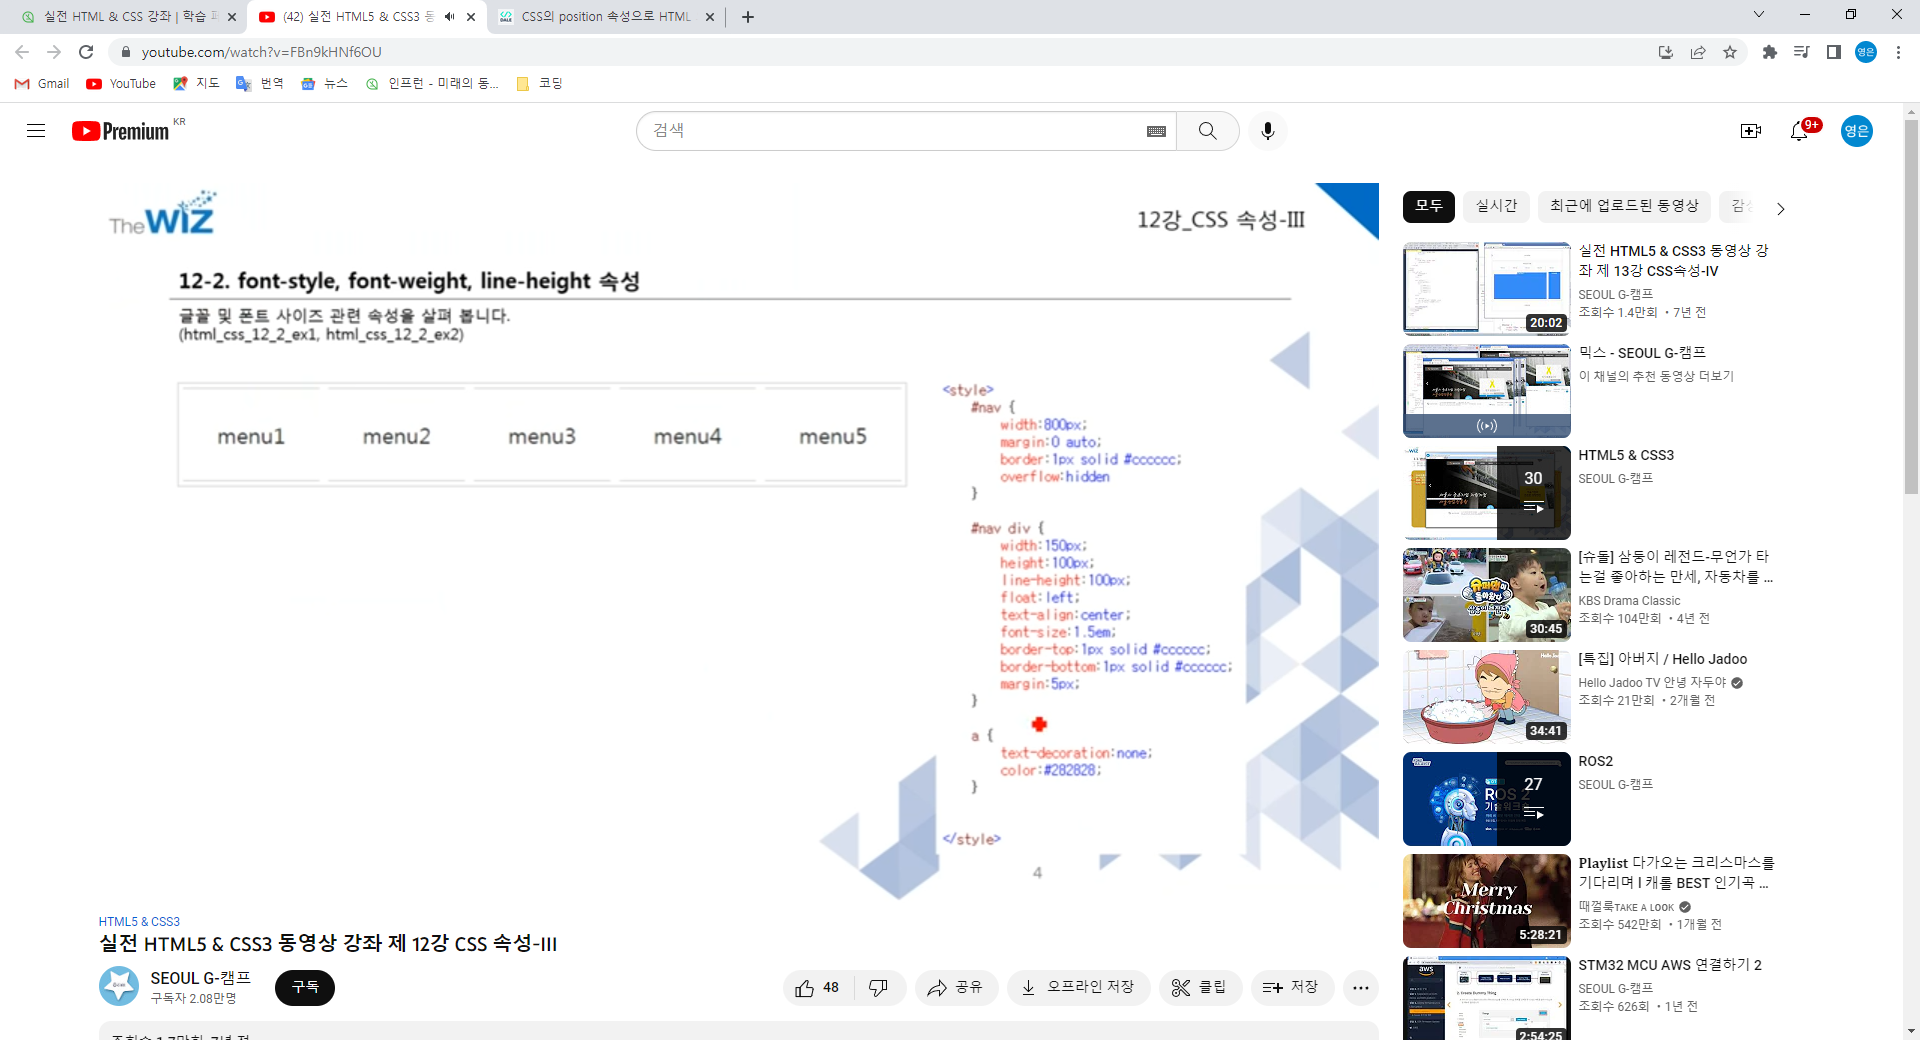 실전 HTML & CSS 강좌 | 학습 페
(42) 실전 HTML5 & CSS3 동
CSS의 position 속성으로 HTML
youtube.com/watch?v=FBn9kHNf6OU
영은
Gmail
YouTube
지도
번역
뉴스
인프런 - 미래의 동...
코딩
Premium KR
검색
9+
영은
TheWIZ
12강_CSS 속성-III
12-2. font-style, font-weight, line-height 속성
글꼴 및 폰트 사이즈 관련 속성을 살펴 봅니다.
(html_css_12_2_ex1, html_css_12_2_ex2)
menu1 menu2 menu3 menu4 menu5
<style>
#nav {
width:800px;
margin:0 auto;
border:1px solid #cccccc;
overflow:hidden
}
#nav div {
width:150px;
height:100px;
line-height:100px;
float:left;
text-align:center;
font-size:1.5em;
border-top:1px solid #cccccc;
border-bottom:1px solid #cccccc;
margin:5px;
}
a {
text-decoration:none;
color:#282828;
}
</style>
4
HTML5 & CSS3
실전 HTML5 & CSS3 동영상 강좌 제 12강 CSS 속성-III
SEOUL G-캠프
구독자 2.08만명
구독
48
공유
오프라인 저장
클립
저장
조회수 1.7만회 7년 전
모두
실시간
최근에 업로드된 동영상
감상
실전 HTML5 & CSS3 동영상 강
좌 제 13강 CSS속성-IV
SEOUL G-캠프
조회수 1.4만회 • 7년 전
20:02
믹스 - SEOUL G-캠프
이 채널의 추천 동영상 더보기
HTML5 & CSS3
SEOUL G-캠프
30
[슈돌] 삼둥이 레전드-무언가 타
는걸 좋아하는 만세, 자동차를 ...
KBS Drama Classic
조회수 104만회 • 4년 전
30:45
[특집] 아버지 / Hello Jadoo
Hello Jadoo TV 안녕 자두야
조회수 21만회 • 2개월 전
34:41
ROS2
SEOUL G-캠프
27
ROS 2
Playlist 다가오는 크리스마스를
기다리며 l 캐롤 BEST 인기곡 ...
때껄룩TAKE A LOOK
조회수 542만회 • 1개월 전
Merry
Christmas
5:28:21
STM32 MCU AWS 연결하기 2
SEOUL G-캠프
조회수 626회 • 1년 전
aws
2:54:25